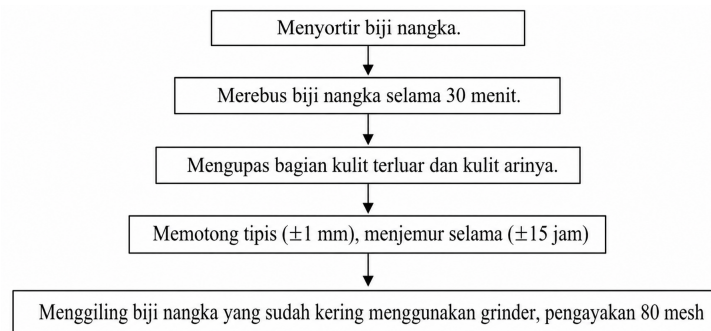 Menyortir biji nangka.
Merebus biji nangka selama 30 menit.
Mengupas bagian kulit terluar dan kulit arinya.
Memotong tipis (±1 mm), menjemur selama (±15 jam)
Menggiling biji nangka yang sudah kering menggunakan grinder, pengayakan 80 mesh